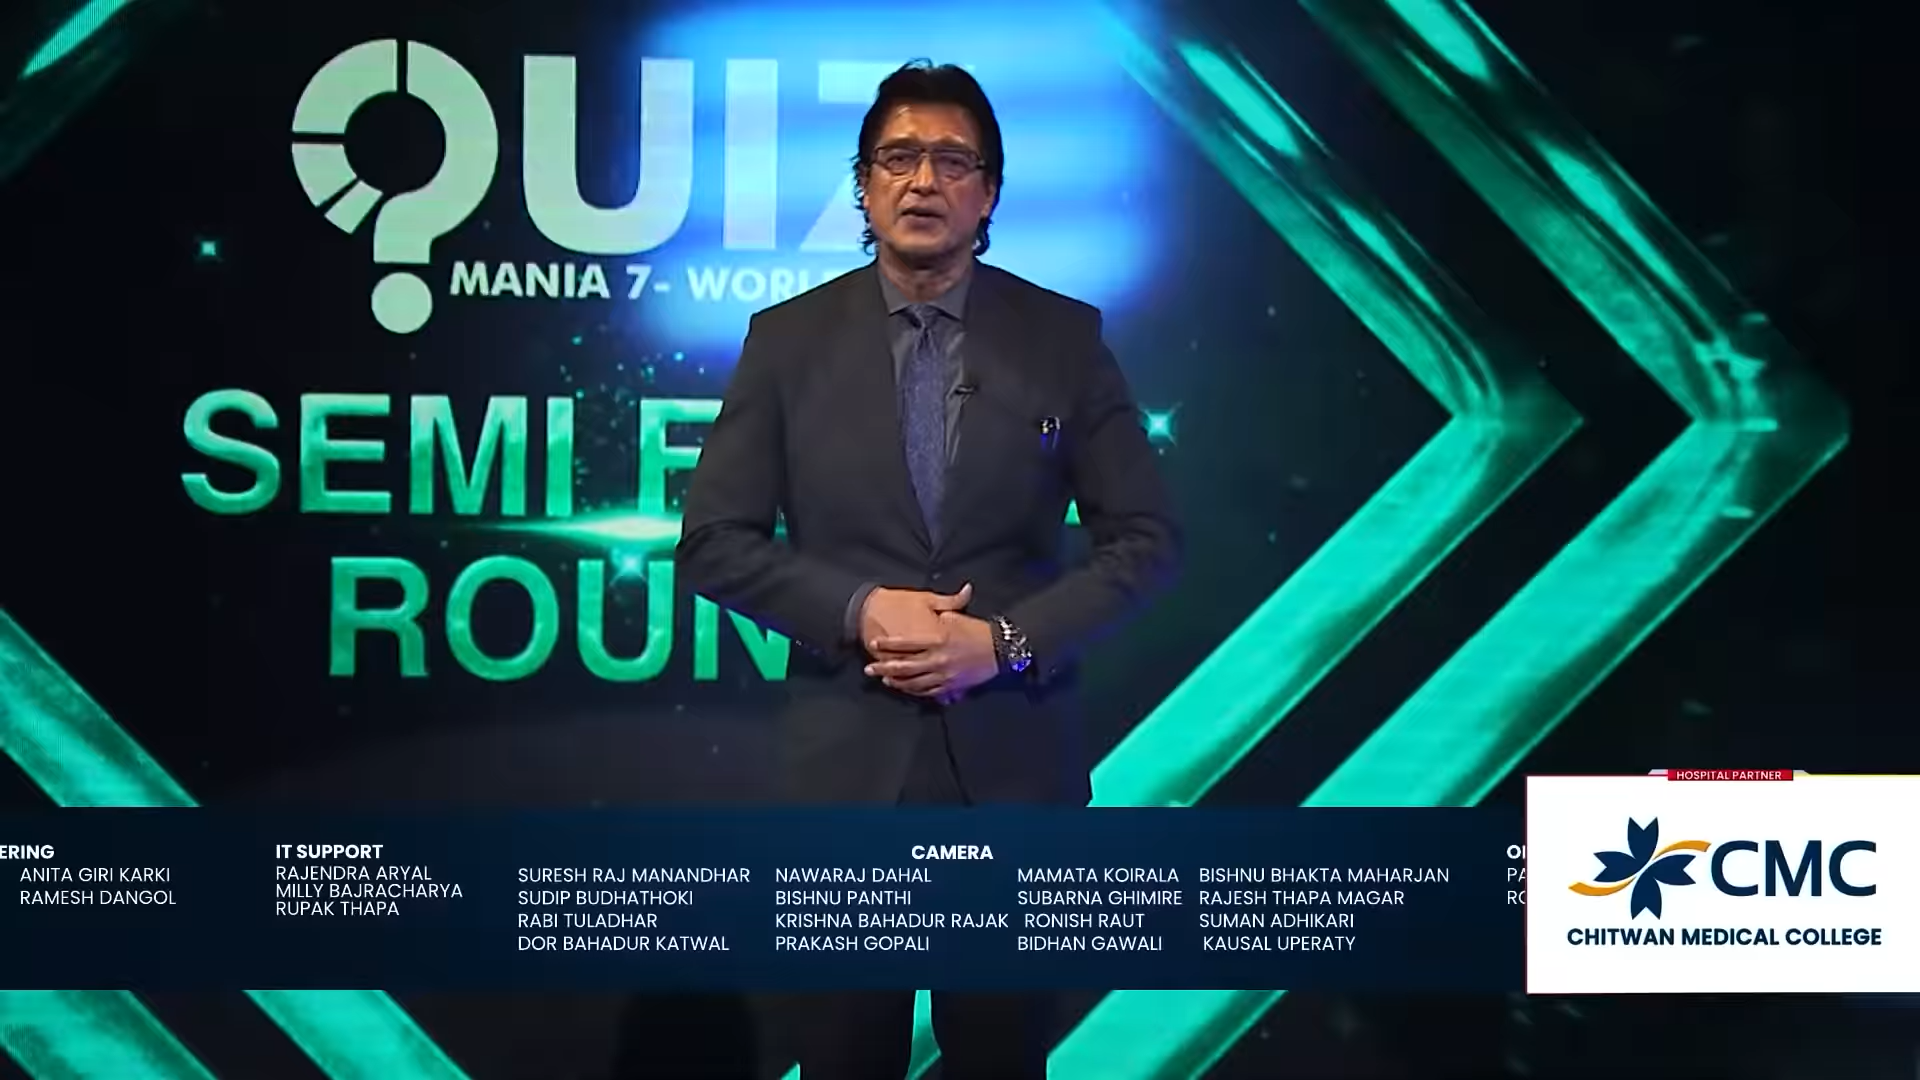 QUIZ
MANIA 7- WORL
SEMI F
ROUN
HOSPITAL PARTNER
CMC
CHITWAN MEDICAL COLLEGE
ERING
ANITA GIRI KARKI
RAMESH DANGOL
IT SUPPORT
RAJENDRA ARYAL
MILLY BAJRACHARYA
RUPAK THAPA
CAMERA
SURESH RAJ MANANDHAR
SUDIP BUDHATHOKI
RABI TULADHAR
DOR BAHADUR KATWAL
NAWARAJ DAHAL
BISHNU PANTHI
KRISHNA BAHADUR RAJAK
PRAKASH GOPALI
MAMATA KOIRALA
SUBARNA GHIMIRE
RONISH RAUT
BIDHAN GAWALI
BISHNU BHAKTA MAHARJAN
RAJESH THAPA MAGAR
SUMAN ADHIKARI
KAUSAL UPERATY